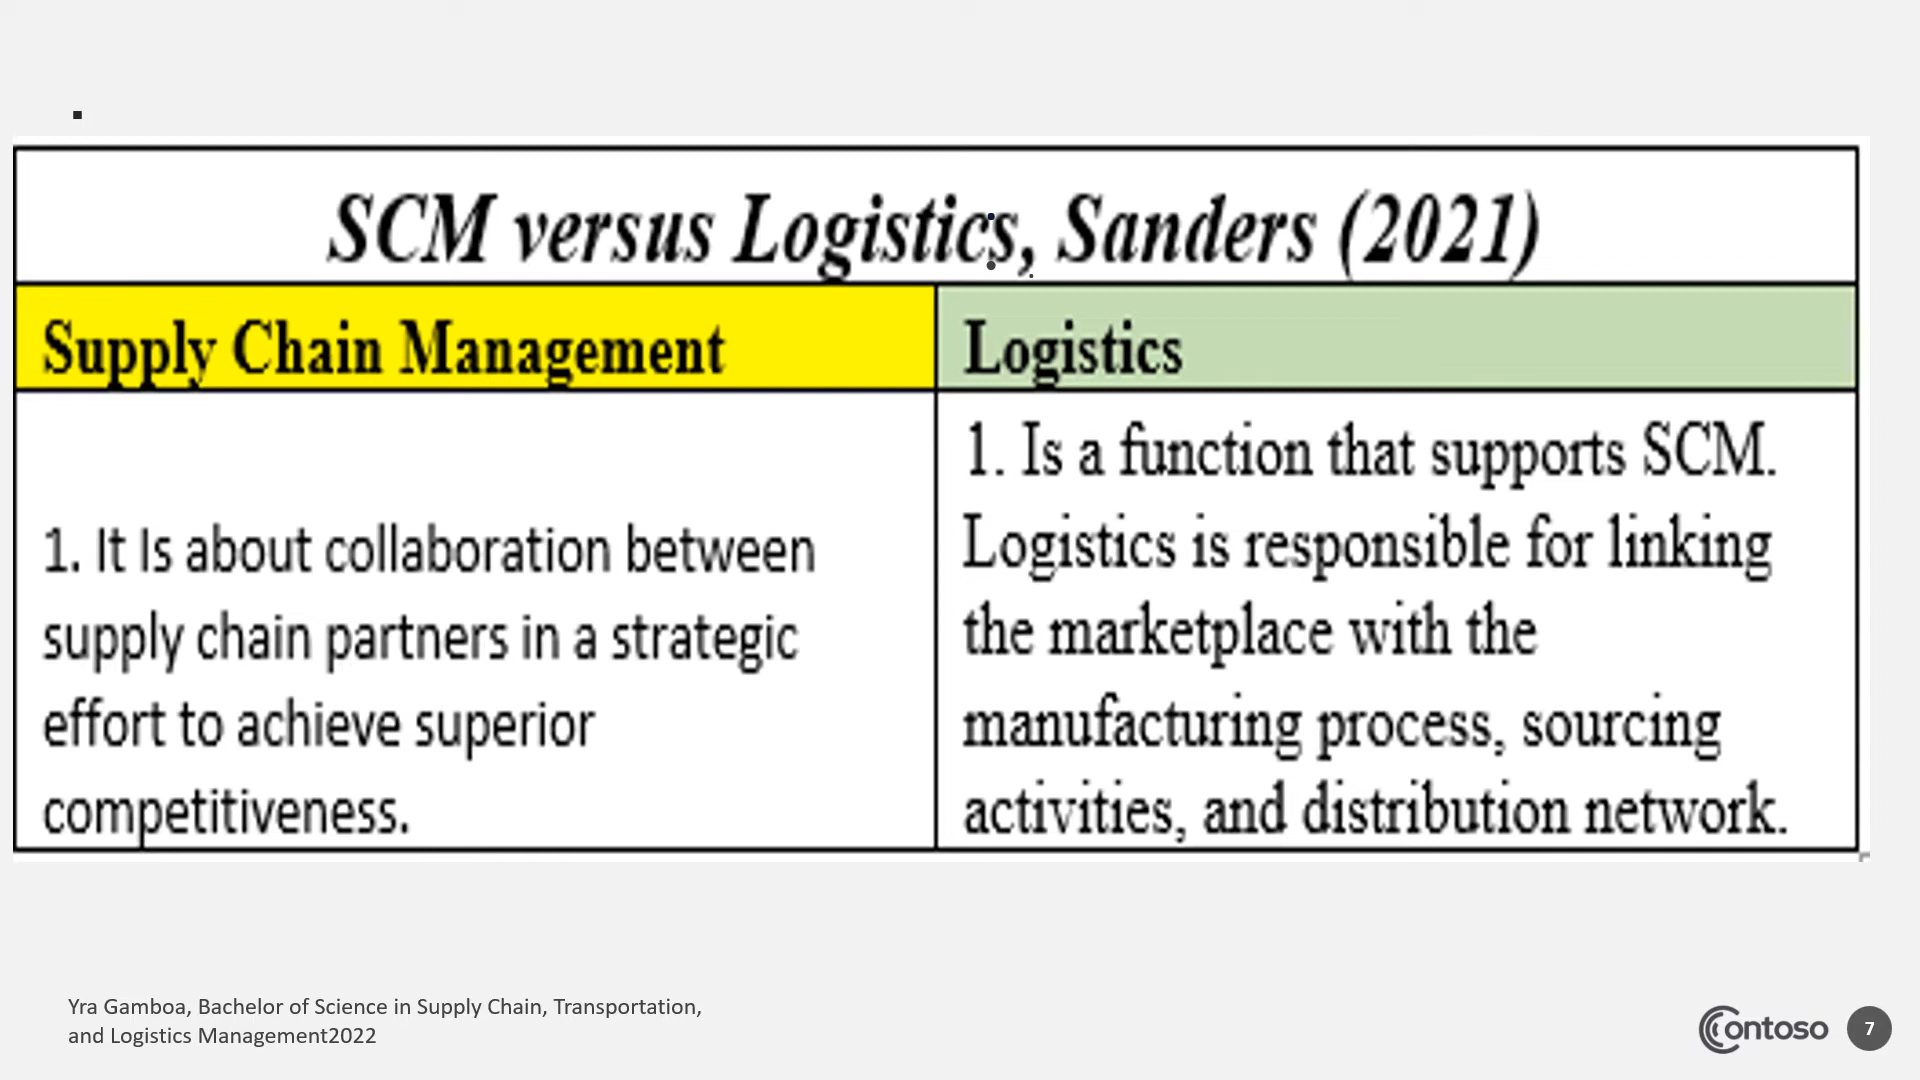 SCM versus Logistics, Sanders (2021)
Supply Chain Management
Logistics
1. It Is about collaboration between
supply chain partners in a strategic
effort to achieve superior
competitiveness.
1. Is a function that supports SCM.
Logistics is responsible for linking
the marketplace with the
manufacturing process, sourcing
activities, and distribution network.
Yra Gamboa, Bachelor of Science in Supply Chain, Transportation,
and Logistics Management2022
Contoso
7